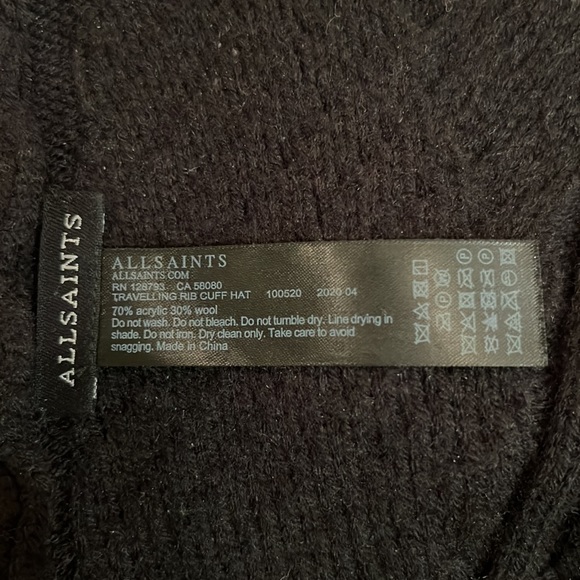 ALLSAINTS
ALLSAINTS
ALLSAINTS.COM
RN 128793 CA 58080
TRAVELLING RIB CUFF HAT 100520 2020 04
70% acrylic 30% wool
Do not wash. Do not bleach. Do not tumble dry. Line drying in
shade. Do not iron. Dry clean only. Take care to avoid
snagging. Made in China